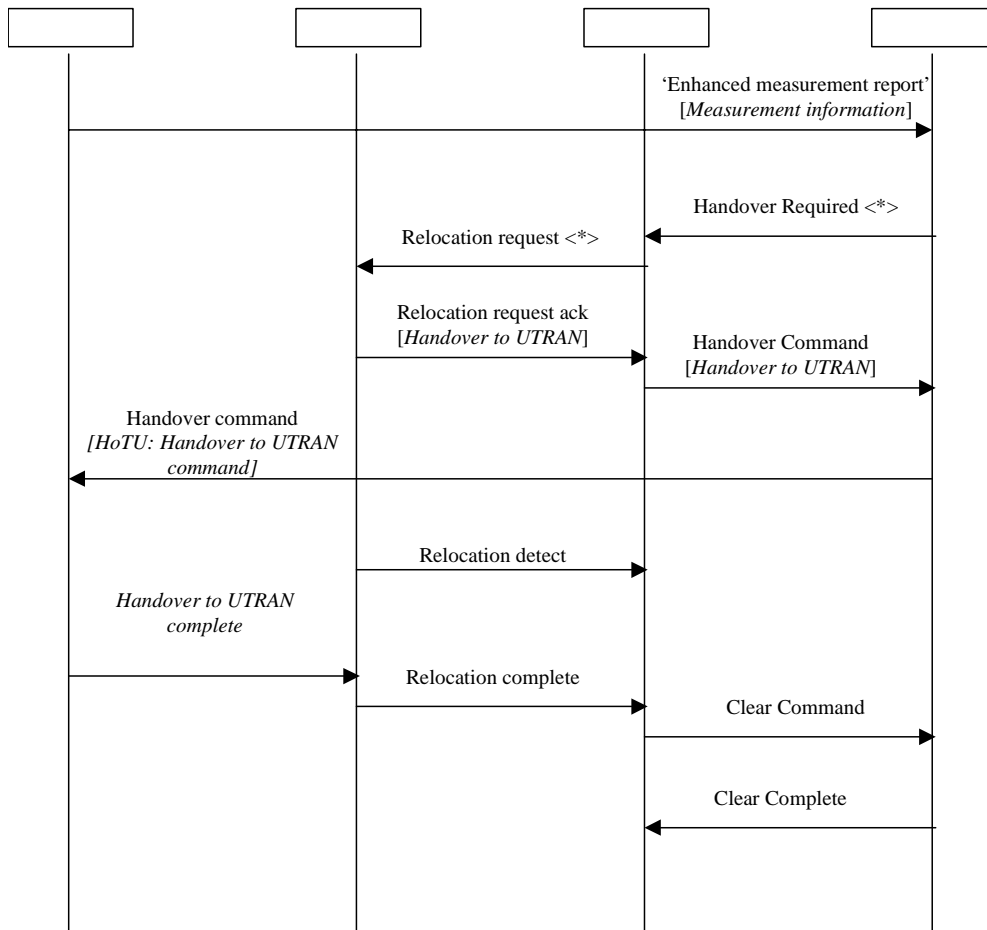 ‘Enhanced measurement report’
[Measurement information]
Handover Required <*>
Relocation request <*>
Relocation request ack
[Handover to UTRAN]
Handover Command
[Handover to UTRAN]
Handover command
[HoTU: Handover to UTRAN
command]
Relocation detect
Handover to UTRAN
complete
Relocation complete
Clear Command
Clear Complete